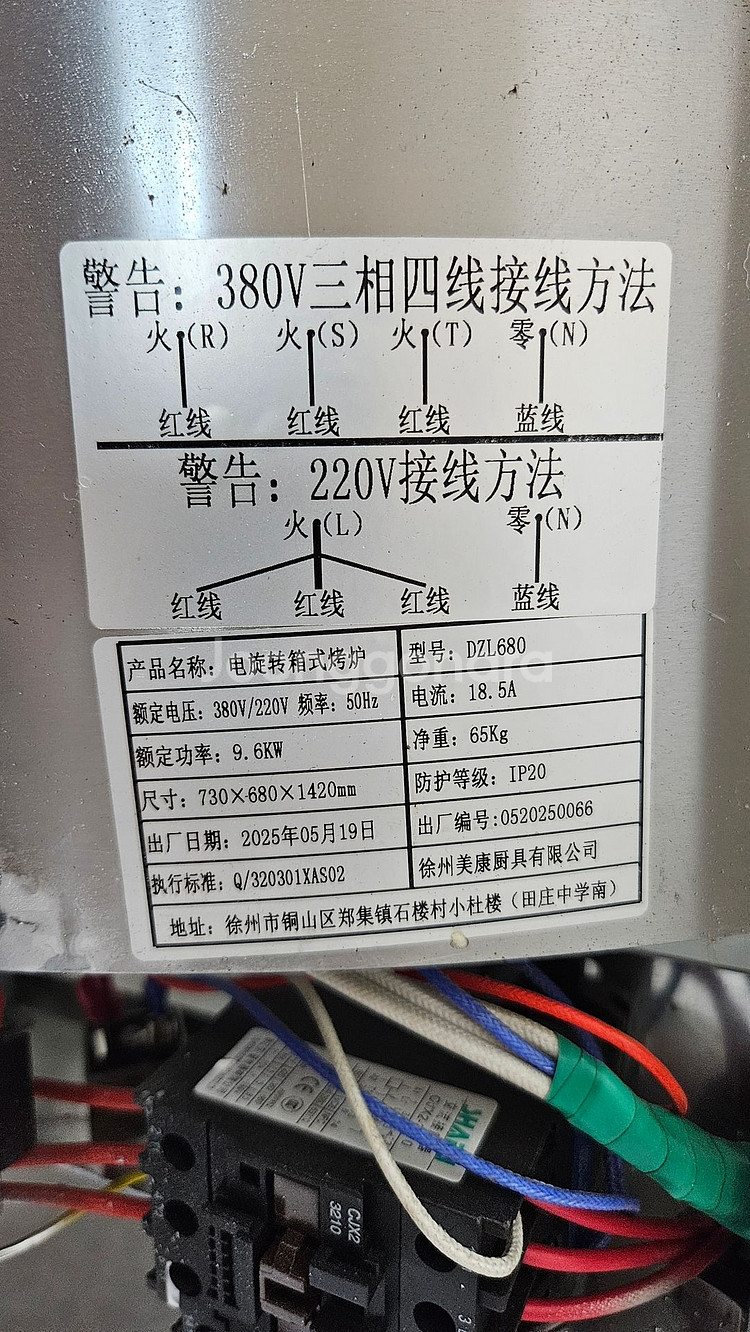 警告：380V三相四线接线方法
火(R) 火(S) 火(T) 零(N)
红线 红线 红线 蓝线
警告：220V接线方法
火(L) 零(N)
红线 红线 红线 蓝线
产品名称：电旋转箱式烤炉 型号：DZL680
额定电压：380V/220V 频率：50Hz 电流：18.5A
额定功率：9.6KW 净重：65Kg
尺寸：730×680×1420mm 防护等级：IP20
出厂日期：2025年05月19日 出厂编号:0520250066
执行标准：Q/320301XAS02 徐州美康厨具有限公司
地址：徐州市铜山区郑集镇石楼村小杜楼（田庄中学南）
Joonggonara
CJX2
3210